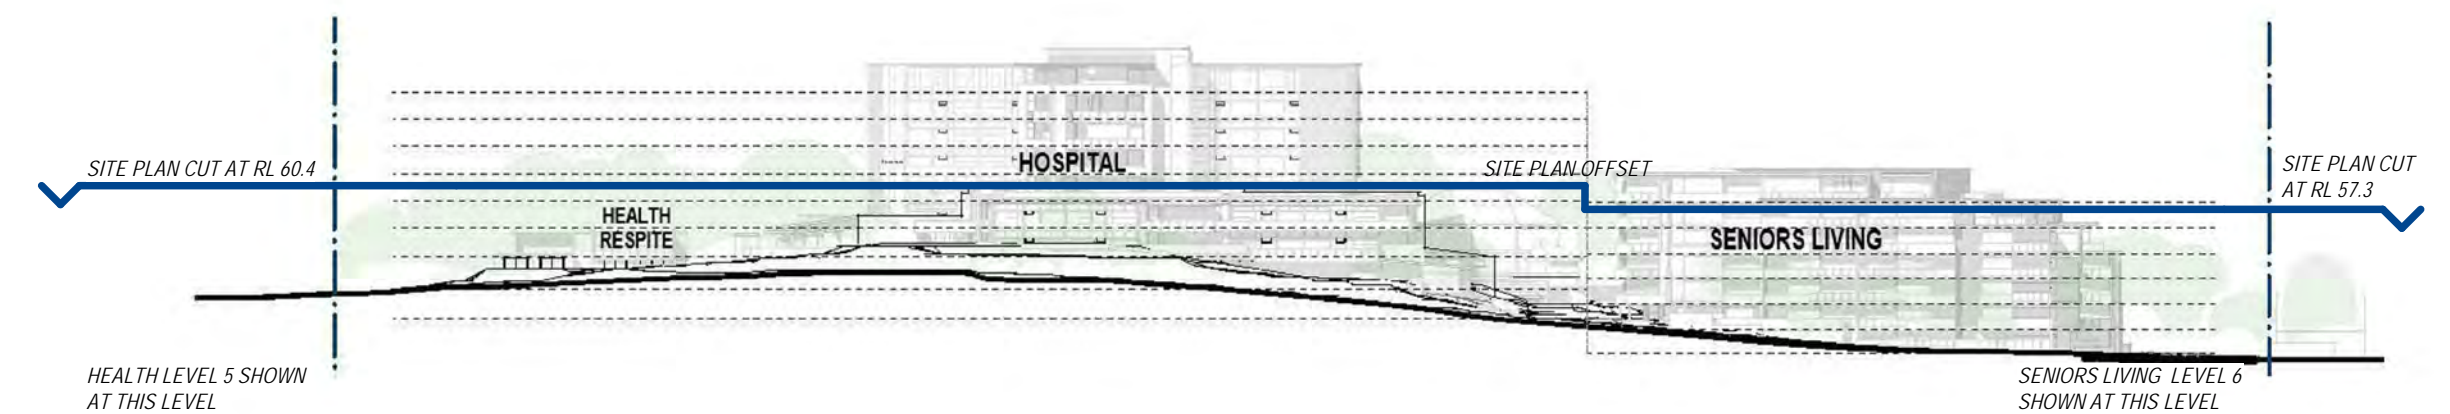 SITE PLAN CUT AT RL 60.4
HOSPITAL
SITE PLAN OFFSET
SITE PLAN CUT
AT RL 57.3
HEALTH
RESPITE
SENIORS LIVING
HEALTH LEVEL 5 SHOWN
AT THIS LEVEL
SENIORS LIVING LEVEL 6
SHOWN AT THIS LEVEL